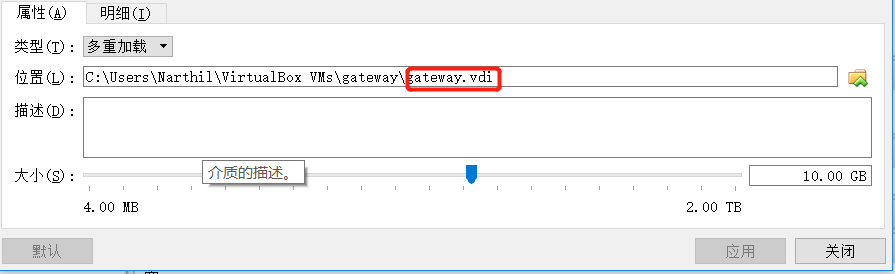 属性(A) 明细(I)
类型(T): 多重加载
位置(L): C:\Users\Narthil\VirtualBox VMs\gateway\gateway.vdi
描述(D):
介质的描述。
大小(S): 10.00 GB
4.00 MB 2.00 TB
默认 应用 关闭